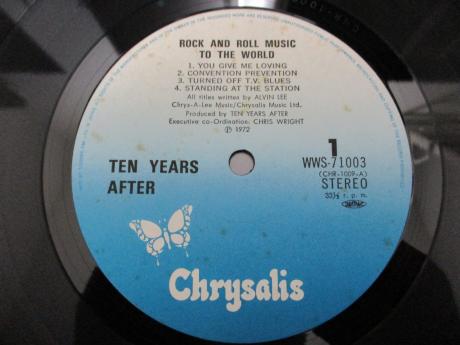 ROCK AND ROLL MUSIC
TO THE WORLD
1. YOU GIVE ME LOVING
2. CONVENTION PREVENTION
3. TURNED OFF T.V. BLUES
4. STANDING AT THE STATION
All titles written by ALVIN LEE
Chrys-A-Lee Music/Chrysalis Music Ltd.
Produced by TEN YEARS AFTER
Executive co-Ordination: CHRIS WRIGHT
Ⓟ 1972
TEN YEARS
AFTER
1
WWS-71003
(CHR-1009-A)
STEREO
33⅓ r. p. m.
Chrysalis